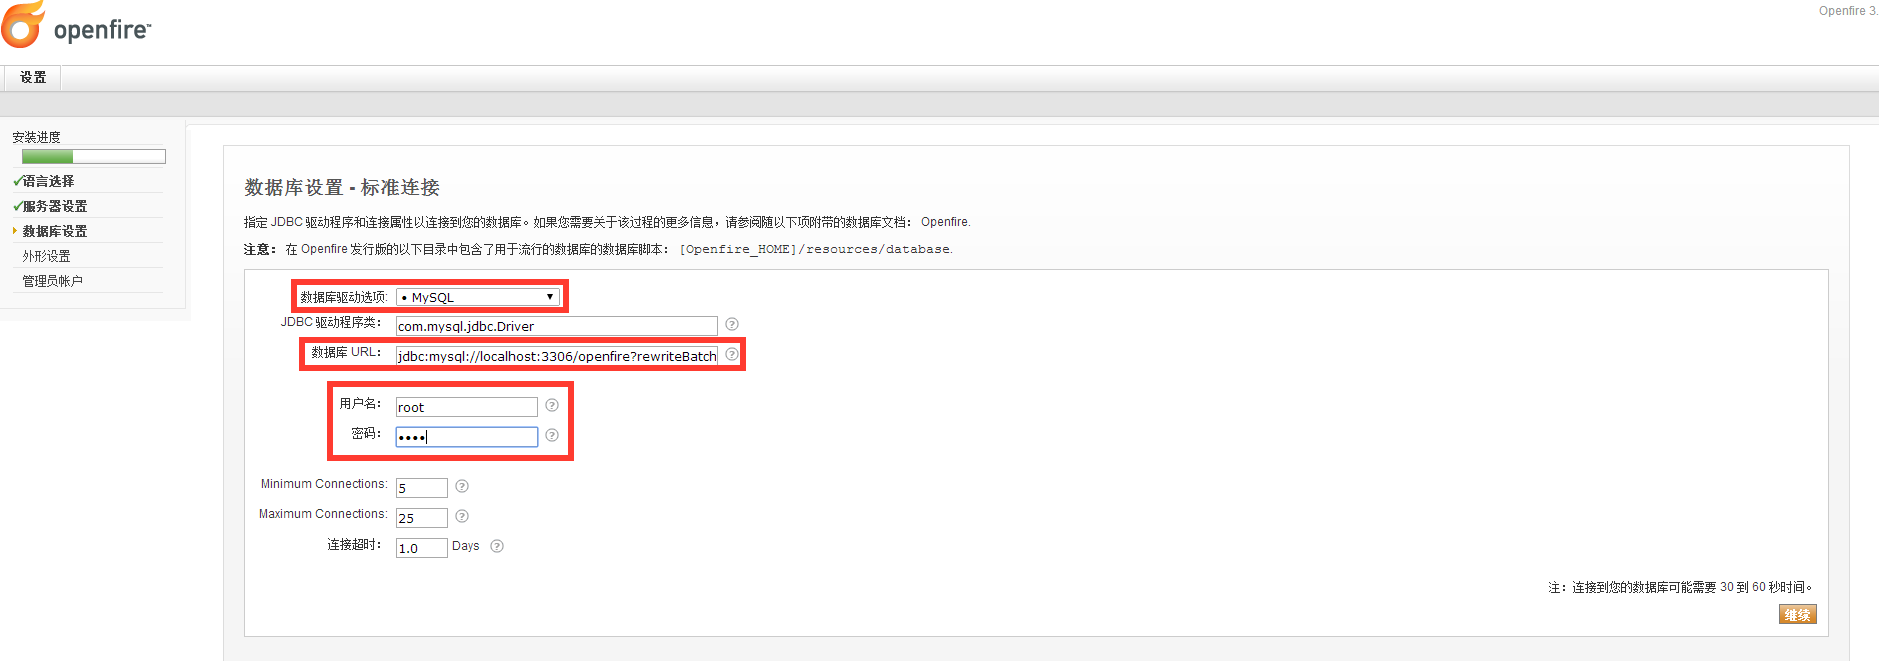 openfire™
Openfire 3.
设置
安装进度
语言选择
服务器设置
数据库设置
外形设置
管理员帐户
数据库设置 - 标准连接
指定 JDBC 驱动程序和连接属性以连接到您的数据库。如果您需要关于该过程的更多信息，请参阅随以下项附带的数据库文档： Openfire.
注意： 在 Openfire 发行版的以下目录中包含了用于流行的数据库的数据库脚本： [Openfire_HOME]/resources/database.
数据库驱动选项: • MySQL
JDBC 驱动程序类： com.mysql.jdbc.Driver
数据库 URL： jdbc:mysql://localhost:3306/openfire?rewriteBatch
用户名： root
密码： ••••
Minimum Connections: 5
Maximum Connections: 25
连接超时： 1.0 Days
注：连接到您的数据库可能需要 30 到 60 秒时间。
继续